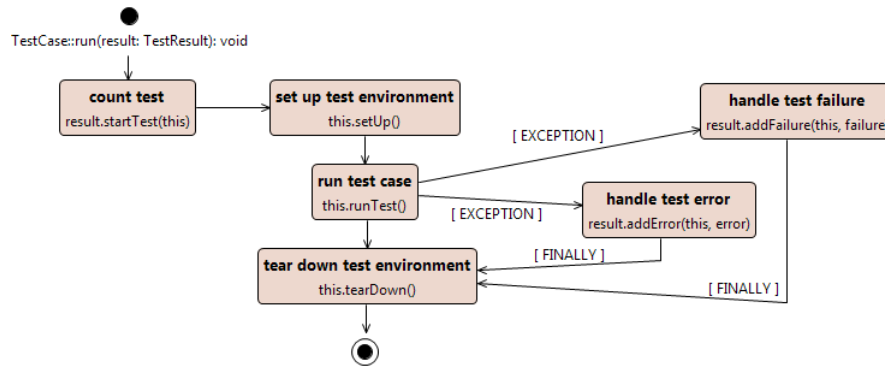 TestCase::run(result: TestResult): void
count test
result.startTest(this)
set up test environment
this.setUp()
handle test failure
result.addFailure(this, failure
[ EXCEPTION ]
run test case
this.runTest()
[ EXCEPTION ]
handle test error
result.addError(this, error)
tear down test environment
this.tearDown()
[ FINALLY ]
[ FINALLY ]